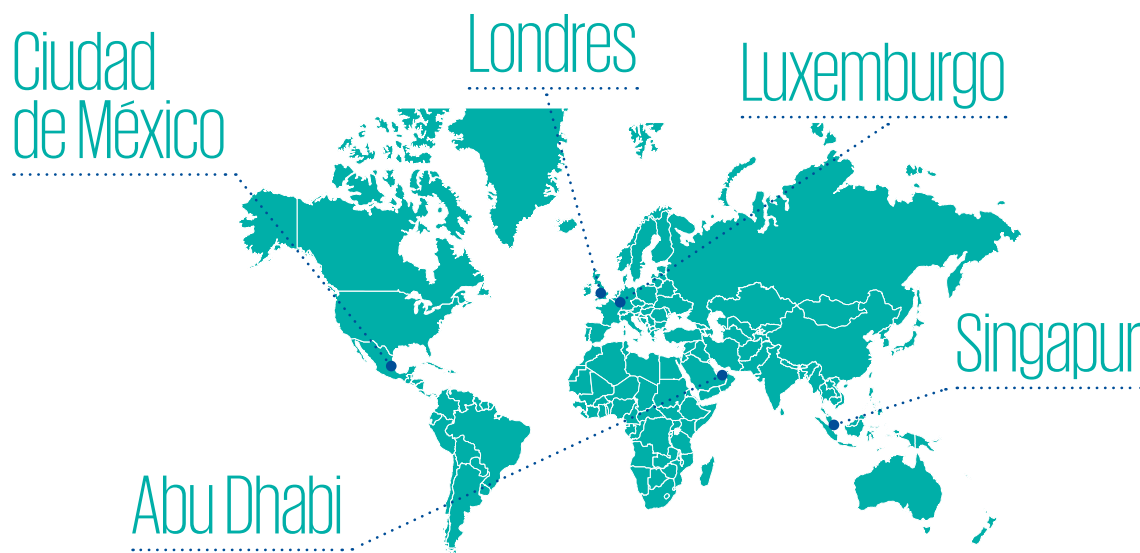 Ciudad
de México
Londres
Luxemburgo
Singapur
Abu Dhabi